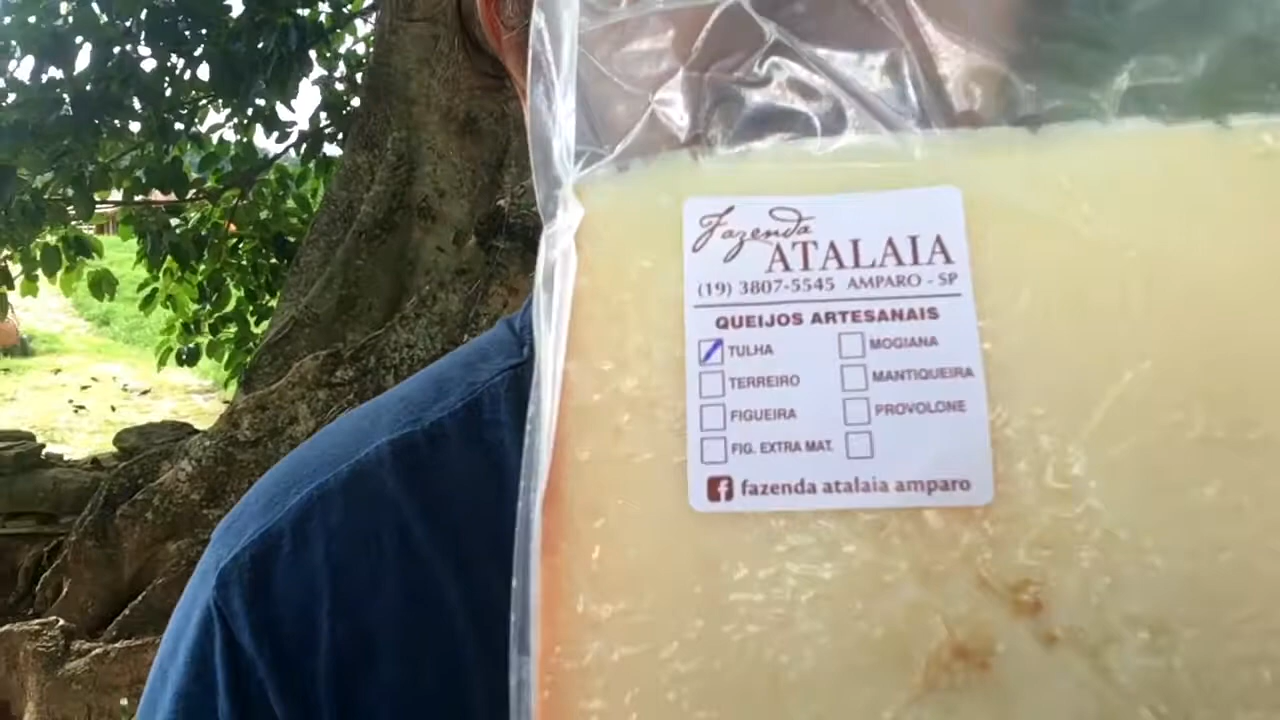 Fazenda
ATALAIA
(19) 3807-5545 AMPARO - SP
QUEIJOS ARTESANAIS
TULHA
MOGIANA
TERREIRO
MANTIQUEIRA
FIGUEIRA
PROVOLONE
FIG. EXTRA MAT.
f fazenda atalaia amparo